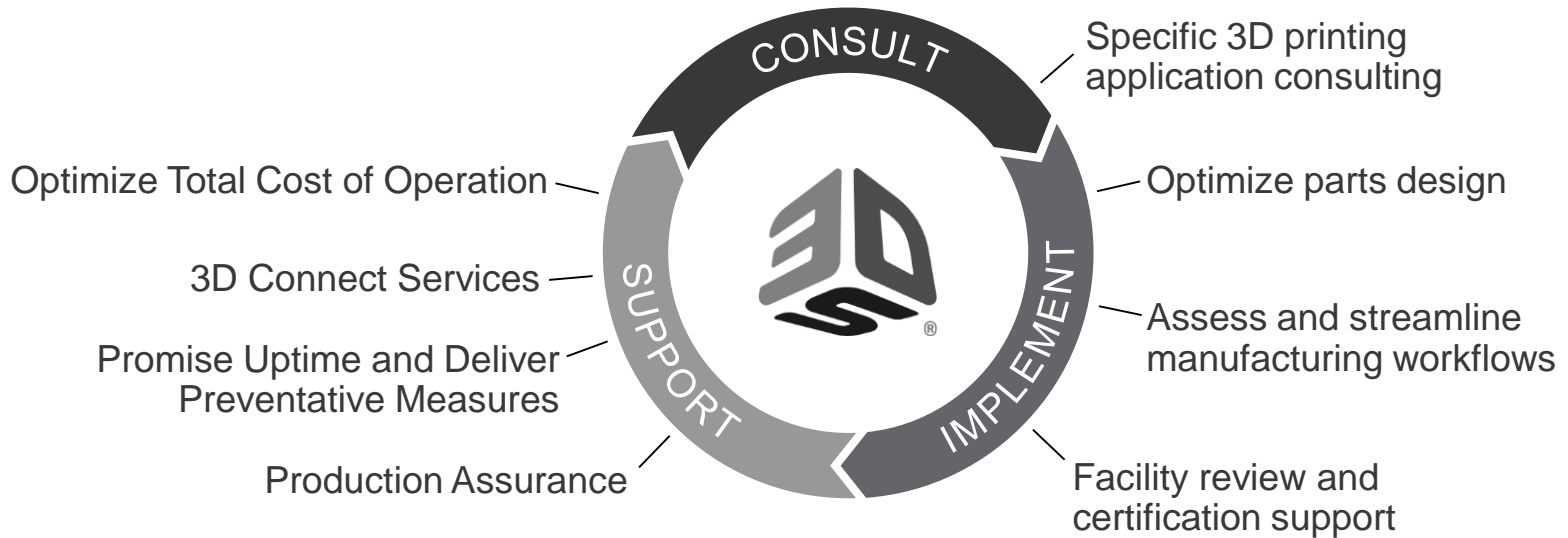 CONSULT
Specific 3D printing
application consulting
Optimize parts design
IMPLEMENT
Assess and streamline
manufacturing workflows
Facility review and
certification support
SUPPORT
Production Assurance
Promise Uptime and Deliver
Preventative Measures
3D Connect Services
Optimize Total Cost of Operation
3DS
®